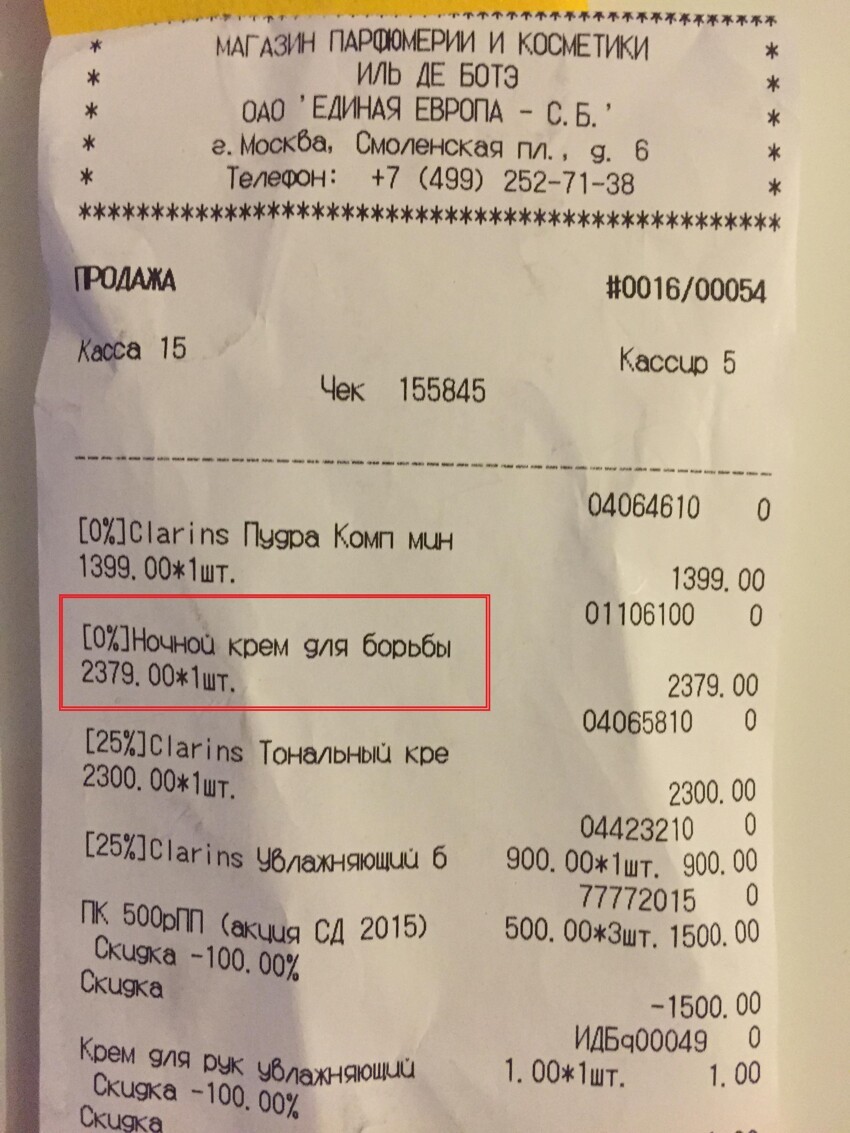 ************************************************
* МАГАЗИН ПАРФЮМЕРИИ И КОСМЕТИКИ *
* ИЛЬ ДЕ БОТЭ *
* ОАО 'ЕДИНАЯ ЕВРОПА - С.Б.' *
* г.Москва, Смоленская пл., д. 6 *
* Телефон: +7 (499) 252-71-38 *
************************************************
ПРОДАЖА #0016/00054
Касса 15 Кассир 5
Чек 155845
04064610 0
[0%]Clarins Пудра Комп мин
1399.00*1шт. 1399.00
01106100 0
[0%]Ночной крем для борьбы
2379.00*1шт. 2379.00
04065810 0
[25%]Clarins Тональный кре
2300.00*1шт. 2300.00
04423210 0
[25%]Clarins Увлажняющий б 900.00*1шт. 900.00
77772015 0
ПК 500рПП (акция СД 2015) 500.00*3шт. 1500.00
Скидка -100.00%
Скидка -1500.00
ИДБq00049 0
Крем для рук увлажняющий 1.00*1шт. 1.00
Скидка -100.00%
Скидка